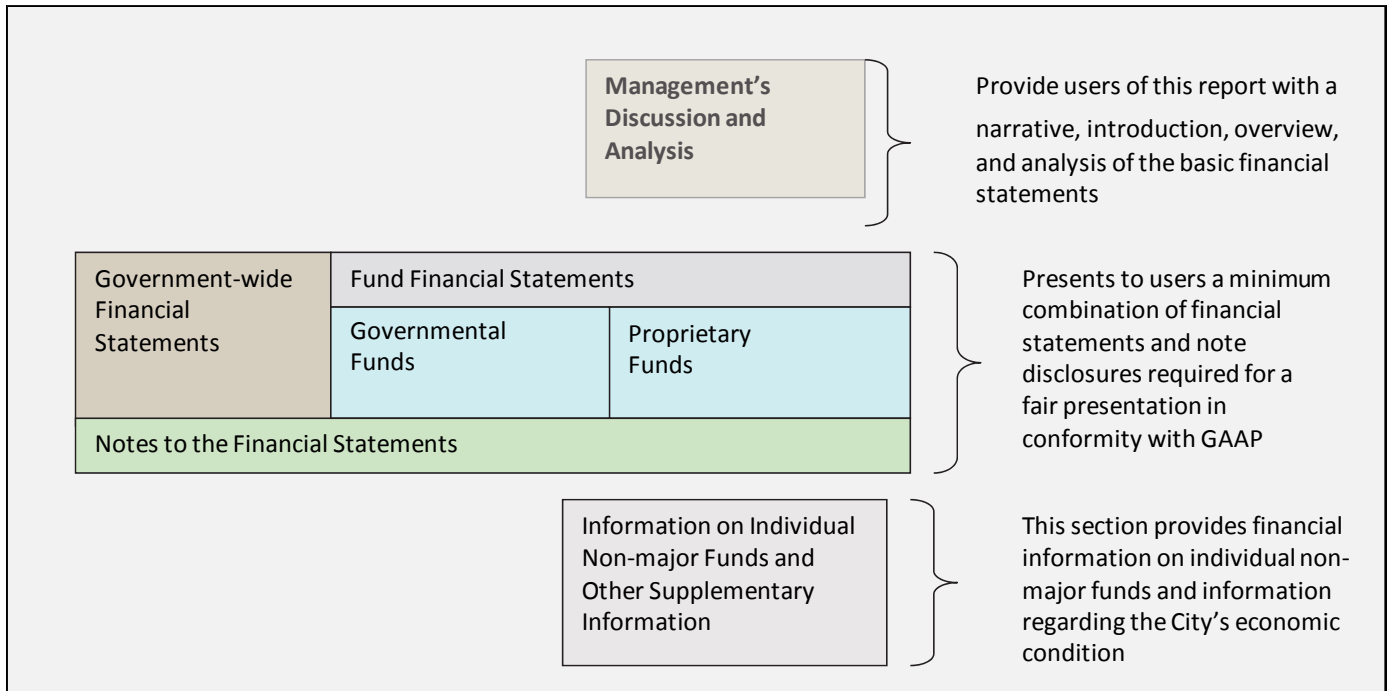 Management’s
Discussion and
Analysis
Provide users of this report with a
narrative, introduction, overview,
and analysis of the basic financial
statements
Government-wide
Financial
Statements
Fund Financial Statements
Governmental
Funds
Proprietary
Funds
Notes to the Financial Statements
Presents to users a minimum
combination of financial
statements and note
disclosures required for a
fair presentation in
conformity with GAAP
Information on Individual
Non-major Funds and
Other Supplementary
Information
This section provides financial
information on individual non-
major funds and information
regarding the City’s economic
condition